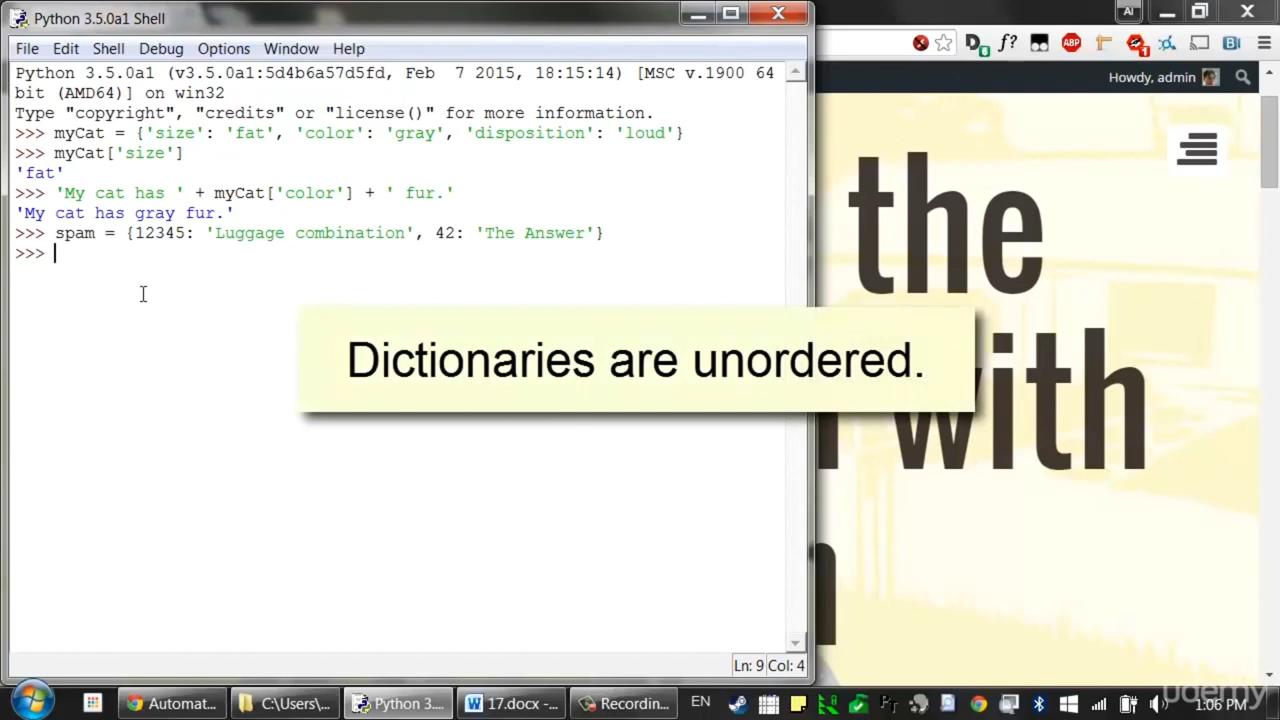 Python 3.5.0a1 Shell
File Edit Shell Debug Options Window Help
Python 3.5.0a1 (v3.5.0a1:5d4b6a57d5fd, Feb  7 2015, 18:15:14) [MSC v.1900 64
bit (AMD64)] on win32
Type "copyright", "credits" or "license()" for more information.
>>> myCat = {'size': 'fat', 'color': 'gray', 'disposition': 'loud'}
>>> myCat['size']
'fat'
>>> 'My cat has ' + myCat['color'] + ' fur.'
'My cat has gray fur.'
>>> spam = {12345: 'Luggage combination', 42: 'The Answer'}
>>>
Dictionaries are unordered.
Ln: 9 Col: 4
AI
D 0 f? ABP 1 B
Howdy, admin
the
with
Automat...
C:\Users\...
Python 3....
17.docx -...
Recordin...
EN
1:06 PM
udemy